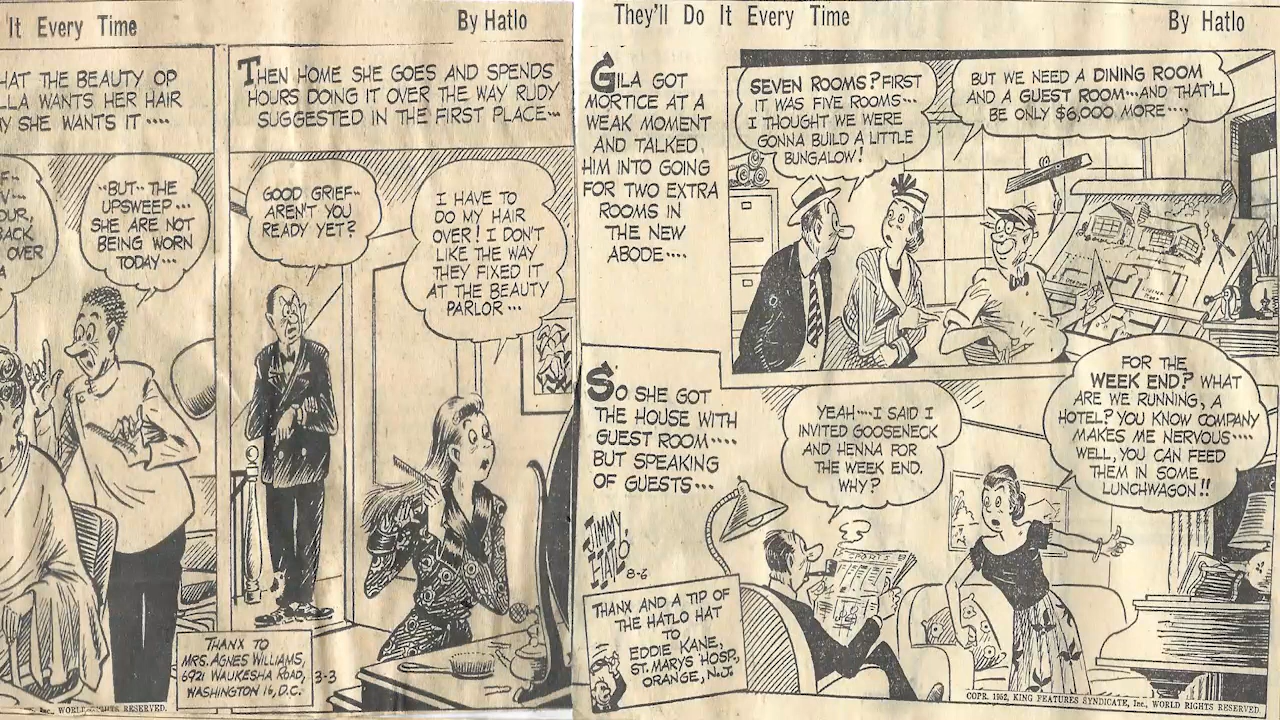 It Every Time
By Hatlo
HAT THE BEAUTY OP
LLA WANTS HER HAIR
AY SHE WANTS IT ····
OUR,
BACK,
OVER
A
··BUT·· THE
UPSWEEP···
SHE ARE NOT
BEING WORN
TODAY···
THEN HOME SHE GOES AND SPENDS
HOURS DOING IT OVER THE WAY RUDY
SUGGESTED IN THE FIRST PLACE···
GOOD GRIEF··
AREN'T YOU
READY YET?
I HAVE TO
DO MY HAIR
OVER! I DON'T
LIKE THE WAY
THEY FIXED IT
AT THE BEAUTY
PARLOR···
THANX TO
MRS. AGNES WILLIAMS,
6921 WAUKESHA ROAD,
WASHINGTON 16, D.C.
3-3
Inc., WORLD RIGHTS RESERVED.
They'll Do It Every Time
By Hatlo
GILA GOT
MORTICE AT A
WEAK MOMENT
AND TALKED
HIM INTO GOING
FOR TWO EXTRA
ROOMS IN
THE NEW
ABODE····
SEVEN ROOMS? FIRST
IT WAS FIVE ROOMS···
I THOUGHT WE WERE
GONNA BUILD A LITTLE
BUNGALOW!
BUT WE NEED A DINING ROOM
AND A GUEST ROOM···AND THAT'LL
BE ONLY $6,000 MORE····
SO SHE GOT
THE HOUSE WITH
GUEST ROOM····
BUT SPEAKING
OF GUESTS···
YEAH····I SAID I
INVITED GOOSENECK
AND HENNA FOR
THE WEEK END.
WHY?
FOR THE
WEEK END? WHAT
ARE WE RUNNING, A
HOTEL? YOU KNOW COMPANY
MAKES ME NERVOUS····
WELL, YOU CAN FEED
THEM IN SOME
LUNCHWAGON!!
SPORTS
JIMMY
HATLO
8-6
THANX AND A TIP OF
THE HATLO HAT
TO
EDDIE KANE,
ST. MARY'S HOSP.,
ORANGE, N.J.
COPR. 1952, KING FEATURES SYNDICATE, Inc., WORLD RIGHTS RESERVED.